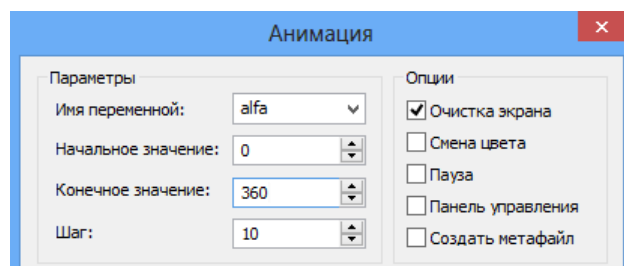 Анимация
Параметры
Имя переменной: alfa
Начальное значение: 0
Конечное значение: 360
Шаг: 10
Опции
Очистка экрана
Смена цвета
Пауза
Панель управления
Создать метафайл